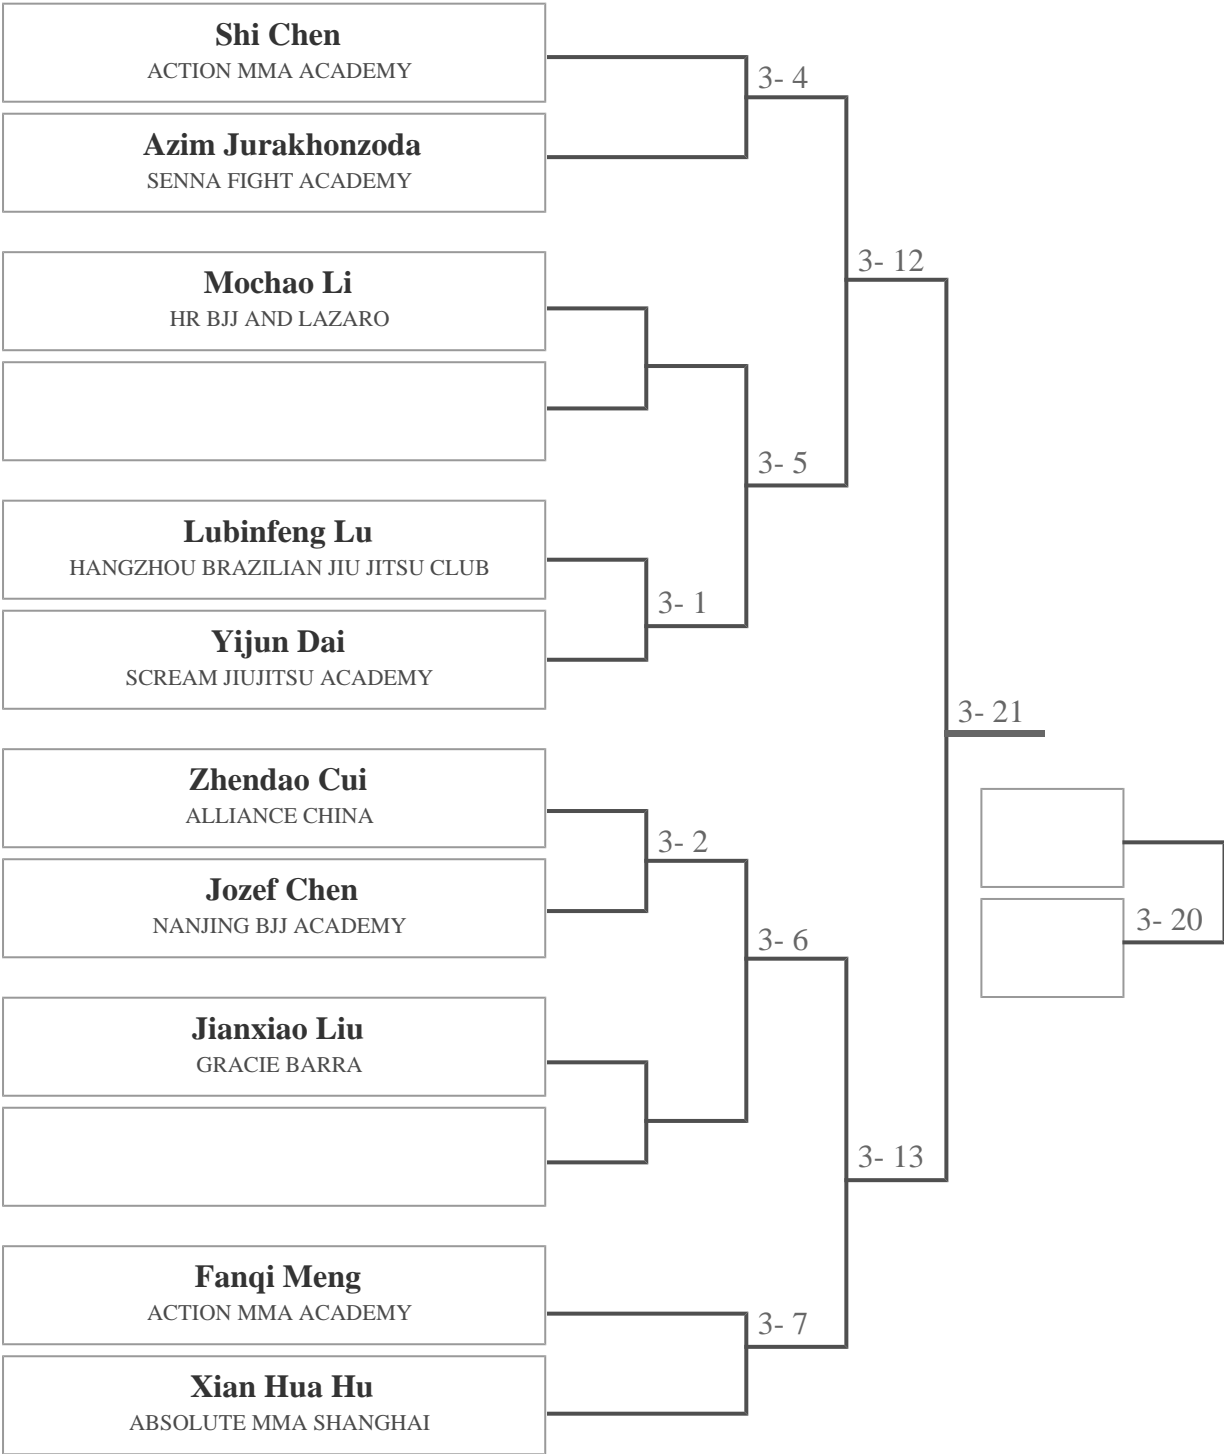 Shi Chen
ACTION MMA ACADEMY
3- 4
Azim Jurakhonzoda
SENNA FIGHT ACADEMY
3- 12
Mochao Li
HR BJJ AND LAZARO
3- 5
Lubinfeng Lu
HANGZHOU BRAZILIAN JIU JITSU CLUB
3- 1
Yijun Dai
SCREAM JIUJITSU ACADEMY
3- 21
Zhendao Cui
ALLIANCE CHINA
3- 2
Jozef Chen
NANJING BJJ ACADEMY
3- 20
3- 6
Jianxiao Liu
GRACIE BARRA
3- 13
Fanqi Meng
ACTION MMA ACADEMY
3- 7
Xian Hua Hu
ABSOLUTE MMA SHANGHAI